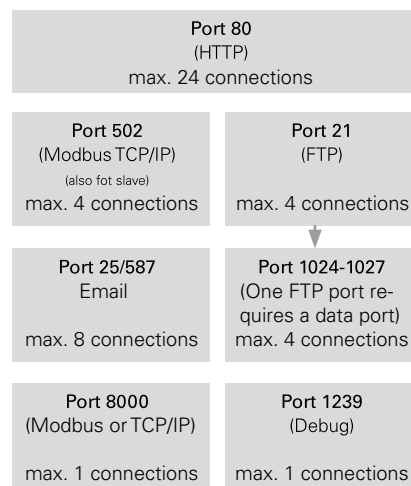 Port 80
(HTTP)
max. 24 connections
Port 502
(Modbus TCP/IP)
(also fot slave)
max. 4 connections
Port 21
(FTP)
max. 4 connections
Port 25/587
Email
max. 8 connections
Port 1024-1027
(One FTP port re-
quires a data port)
max. 4 connections
Port 8000
(Modbus or TCP/IP)
max. 1 connections
Port 1239
(Debug)
max. 1 connections